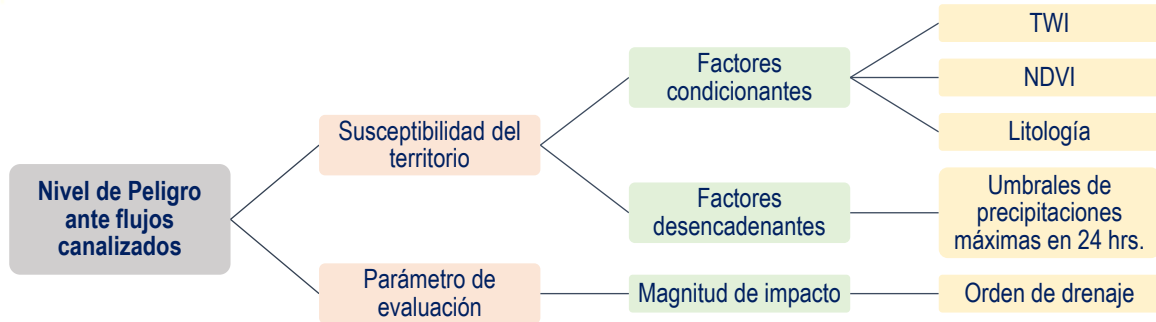 Nivel de Peligro
ante flujos
canalizados
Susceptibilidad del
territorio
Parámetro de
evaluación
Factores
condicionantes
Factores
desencadenantes
Magnitud de impacto
TWI
NDVI
Litología
Umbrales de
precipitaciones
máximas en 24 hrs.
Orden de drenaje